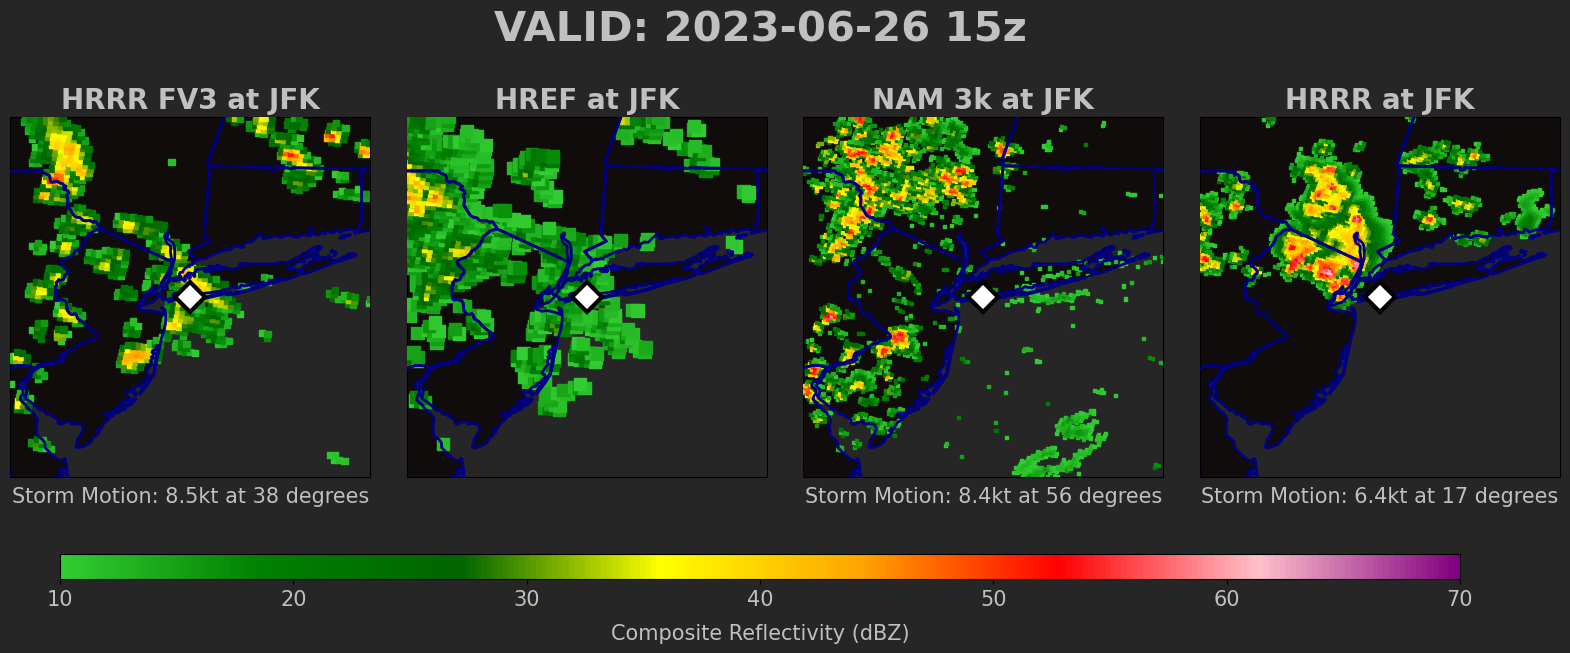 VALID: 2023-06-26 15z
HRRR FV3 at JFK
HREF at JFK
NAM 3k at JFK
HRRR at JFK
Storm Motion: 8.5kt at 38 degrees
Storm Motion: 8.4kt at 56 degrees
Storm Motion: 6.4kt at 17 degrees
10 20 30 40 50 60 70
Composite Reflectivity (dBZ)